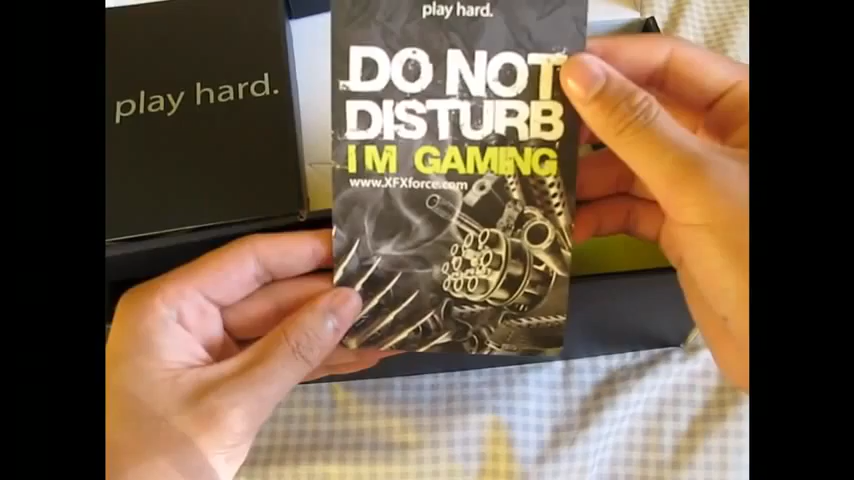 play hard.
play hard.
DO NOT
DISTURB
I M GAMING
www.XFXforce.com